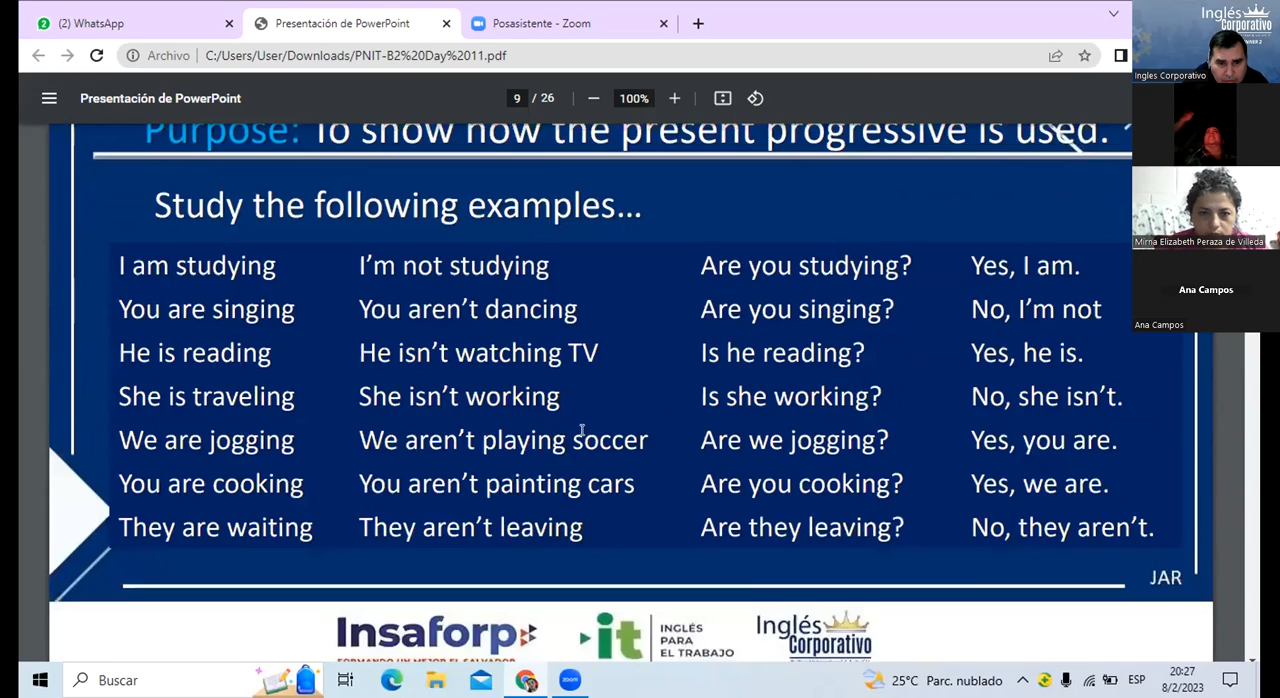 (2) WhatsApp
Presentación de PowerPoint
Posasistente - Zoom
Archivo
C:/Users/User/Downloads/PNIT-B2%20Day%2011.pdf
Presentación de PowerPoint
9 / 26
100%
Purpose: To show how the present progressive is used.
Study the following examples...
I am studying I'm not studying Are you studying? Yes, I am.
You are singing You aren't dancing Are you singing? No, I'm not
He is reading He isn't watching TV Is he reading? Yes, he is.
She is traveling She isn't working Is she working? No, she isn't.
We are jogging We aren't playing soccer Are we jogging? Yes, you are.
You are cooking You aren't painting cars Are you cooking? Yes, we are.
They are waiting They aren't leaving Are they leaving? No, they aren't.
JAR
Insaforp
FORMANDO UN MEJOR EL SALVADOR
it
INGLÉS
PARA
EL TRABAJO
Inglés
Corporativo
Inglés
Corporativo
Ingles Corporativo
Mirna Elizabeth Peraza de Villeda
Ana Campos
Ana Campos
Buscar
25°C Parc. nublado
ESP
20:27
8/2/2023